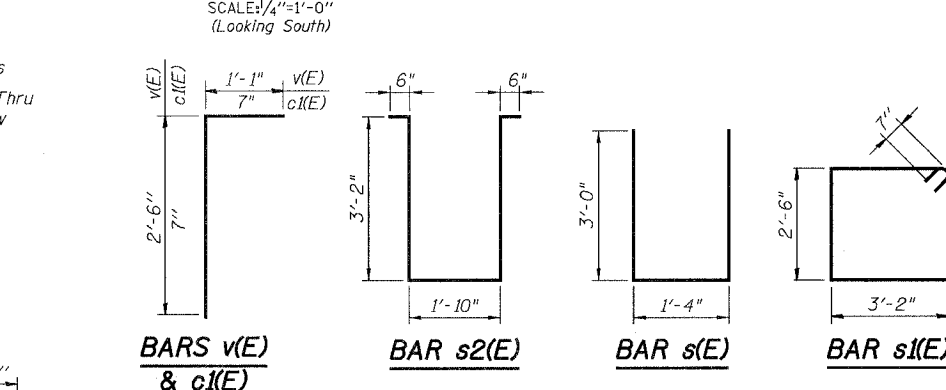 SCALE:1/4"=1'-0"
(Looking South)
s
Thru
v(E)
c1(E)
1'-1"
7"
v(E)
c1(E)
2'-6"
7"
BARS v(E)
& c1(E)
6"
6"
3'-2"
1'-10"
BAR s2(E)
3'-0"
1'-4"
BAR s(E)
7"
2'-6"
3'-2"
BAR s1(E)